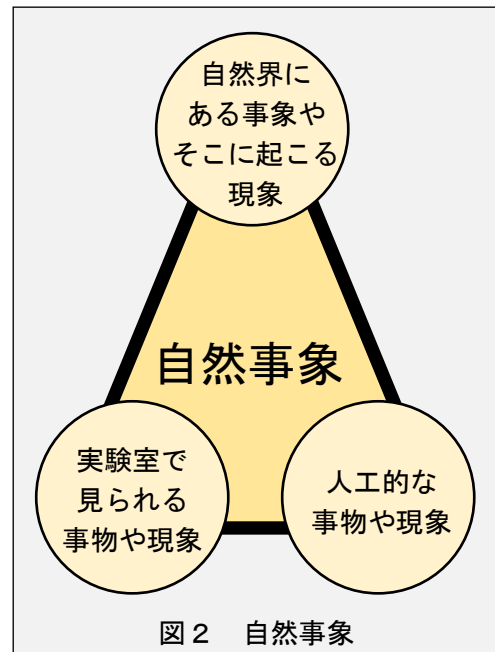 自然界に
ある事象や
そこに起こる
現象
自然事象
実験室で
見られる
事物や現象
人工的な
事物や現象
図２　自然事象